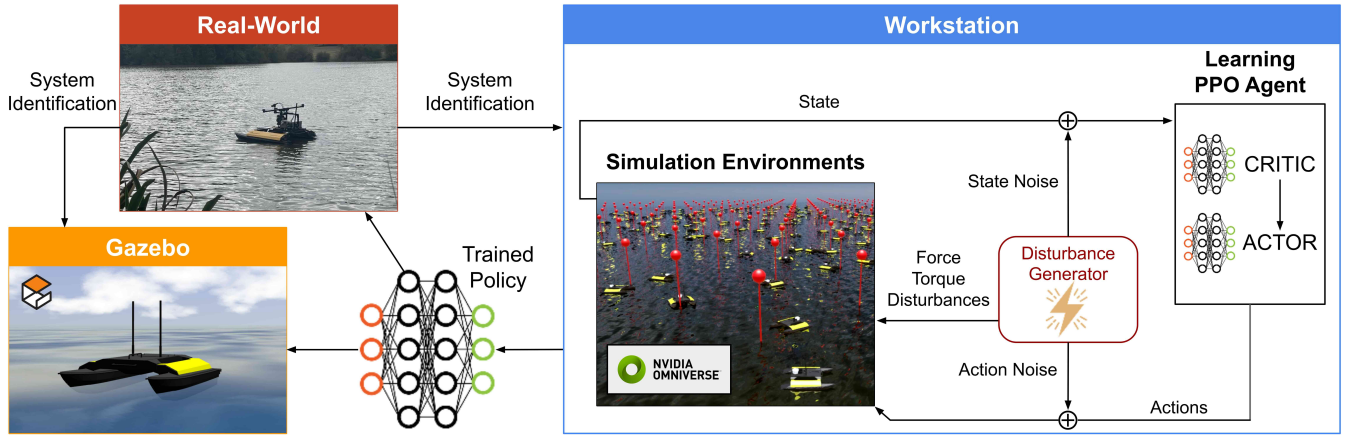 Real-World
Workstation
System
Identification
System
Identification
Learning
PPO Agent
State
Simulation Environments
CRITIC
State Noise
ACTOR
Gazebo
Trained
Policy
Force
Torque
Disturbances
Disturbance
Generator
NVIDIA
OMNIVERSE
Action Noise
Actions